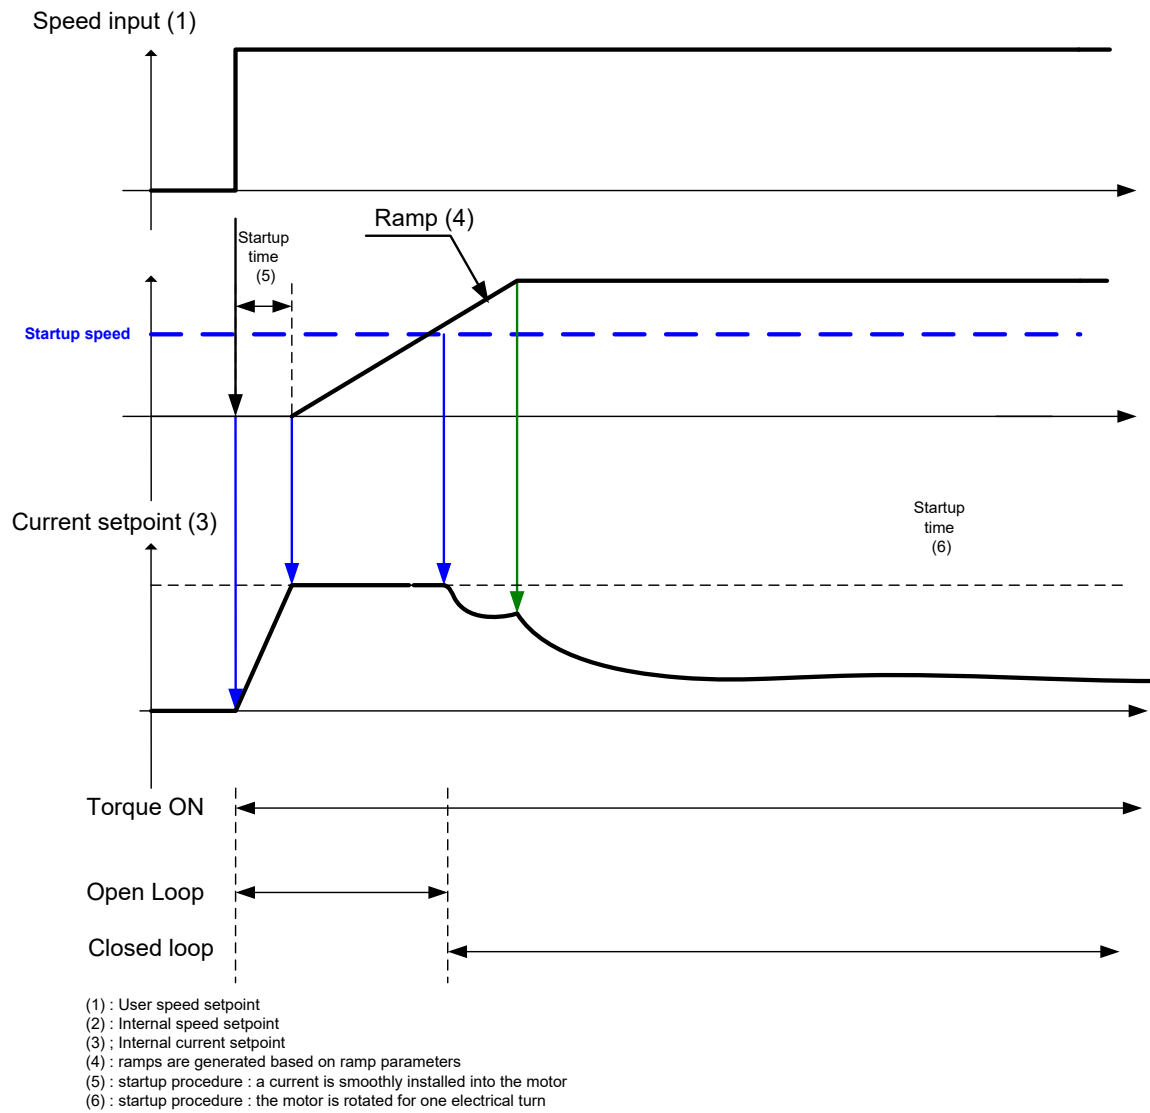 Speed input (1)
Ramp (4)
Startup
time
(5)
Startup speed
Current setpoint (3)
Startup
time
(6)
Torque ON
Open Loop
Closed loop
(1) : User speed setpoint
(2) : Internal speed setpoint
(3) ; Internal current setpoint
(4) : ramps are generated based on ramp parameters
(5) : startup procedure : a current is smoothly installed into the motor
(6) : startup procedure : the motor is rotated for one electrical turn